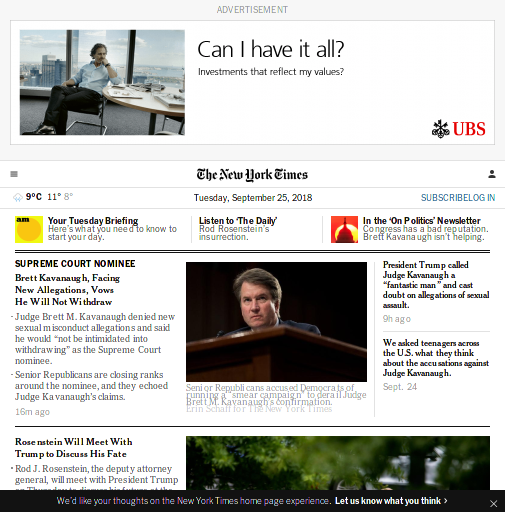 ADVERTISEMENT
Can I have it all?
Investments that reflect my values?
UBS
The New York Times
9°C 11° 8°
Tuesday, September 25, 2018
SUBSCRIBE LOG IN
am
Your Tuesday Briefing
Here's what you need to know to
start your day.
Listen to 'The Daily'
Rod Rosenstein's
insurrection.
In the 'On Politics' Newsletter
Congress has a bad reputation.
Brett Kavanaugh isn't helping.
SUPREME COURT NOMINEE
Brett Kavanaugh, Facing
New Allegations, Vows
He Will Not Withdraw
· Judge Brett M. Kavanaugh denied new
sexual misconduct allegations and said
he would "not be intimidated into
withdrawing" as the Supreme Court
nominee.
· Senior Republicans are closing ranks
around the nominee, and they echoed
Judge Kavanaugh's claims.
16m ago
Senior Republicans accused Democrats of
running a "smear campaign" to derail Judge
Brett M. Kavanaugh's confirmation.
Erin Schaff for The New York Times
President Trump called
Judge Kavanaugh a
"fantastic man" and cast
doubt on allegations of sexual
assault.
9h ago
We asked teenagers across
the U.S. what they think
about the accusations against
Judge Kavanaugh.
Sept. 24
Rosenstein Will Meet With
Trump to Discuss His Fate
· Rod J. Rosenstein, the deputy attorney
general, will meet with President Trump
We'd like your thoughts on the New York Times home page experience. Let us know what you think ›